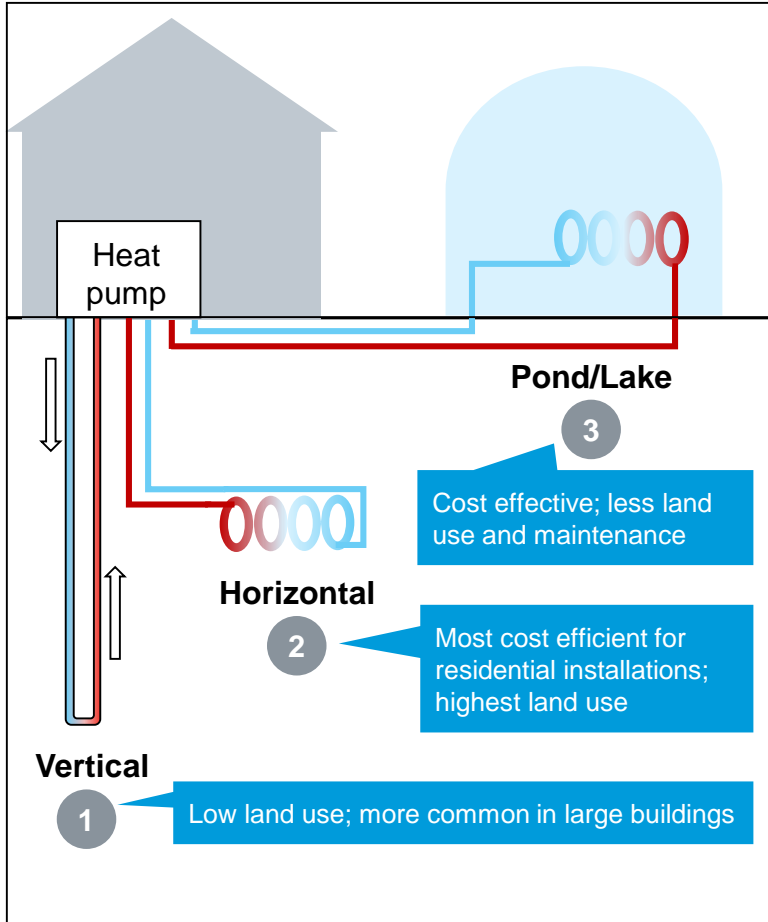 Heat
pump
Pond/Lake
3
Cost effective; less land
use and maintenance
Horizontal
2
Most cost efficient for
residential installations;
highest land use
Vertical
1
Low land use; more common in large buildings